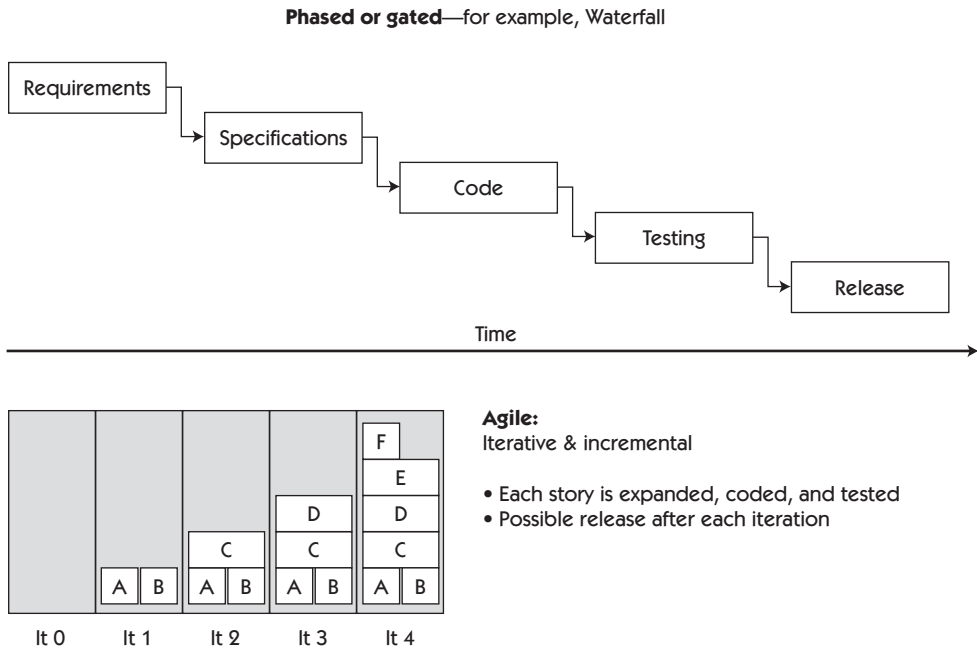 Phased or gated—for example, Waterfall
Requirements
Specifications
Code
Testing
Release
Time
Agile:
Iterative & incremental
• Each story is expanded, coded, and tested
• Possible release after each iteration
F
E
D D
C C C
A B A B A B A B
It 0 It 1 It 2 It 3 It 4